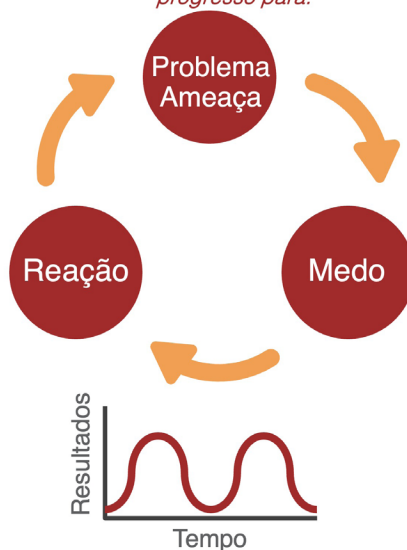 progresso para.
Problema
Ameaça
Reação
Medo
Resultados
Tempo